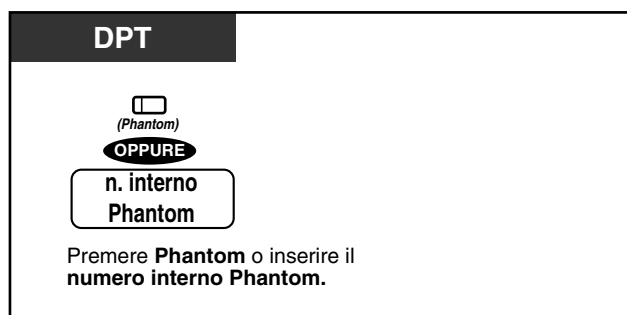 DPT
(Phantom)
OPPURE
n. interno
Phantom
Premere Phantom o inserire il
numero interno Phantom.